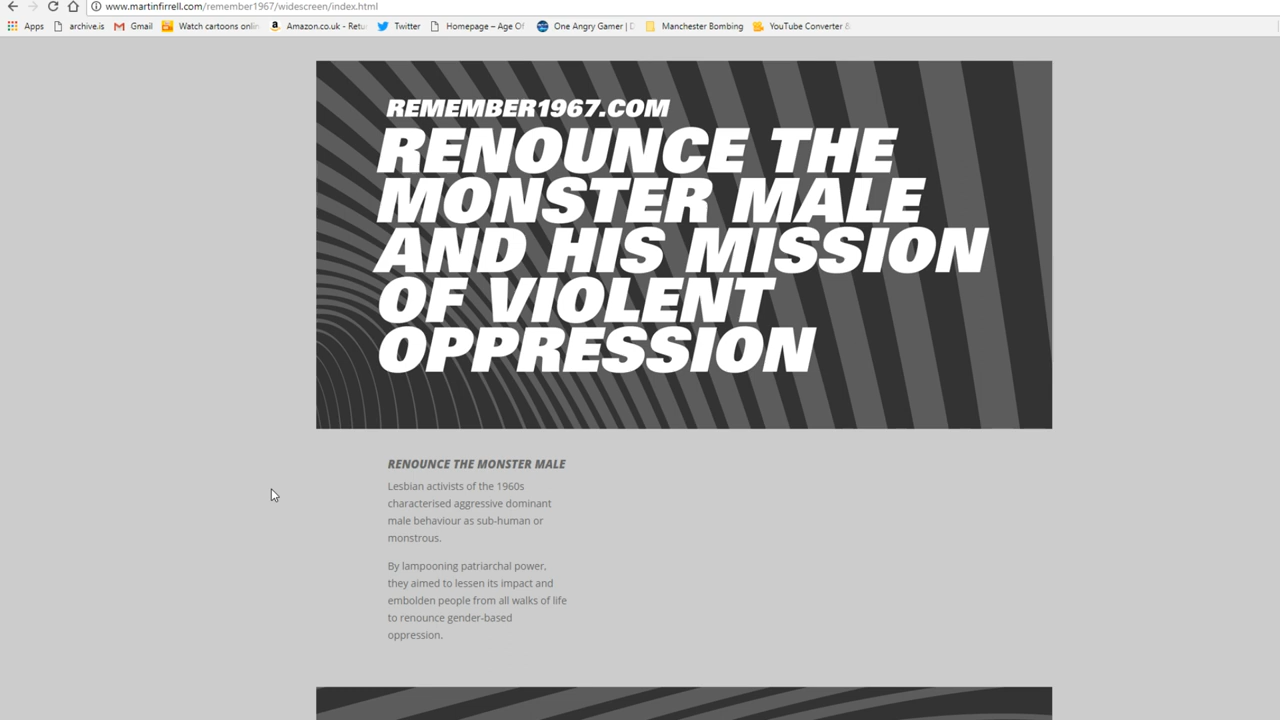 www.martinfirrell.com/remember1967/widescreen/index.html
Apps archive.is Gmail Watch cartoons onlin Amazon.co.uk - Retu Twitter Homepage – Age Of One Angry Gamer | D Manchester Bombing YouTube Converter &
REMEMBER1967.COM
RENOUNCE THE
MONSTER MALE
AND HIS MISSION
OF VIOLENT
OPPRESSION
RENOUNCE THE MONSTER MALE
Lesbian activists of the 1960s
characterised aggressive dominant
male behaviour as sub-human or
monstrous.
By lampooning patriarchal power,
they aimed to lessen its impact and
embolden people from all walks of life
to renounce gender-based
oppression.